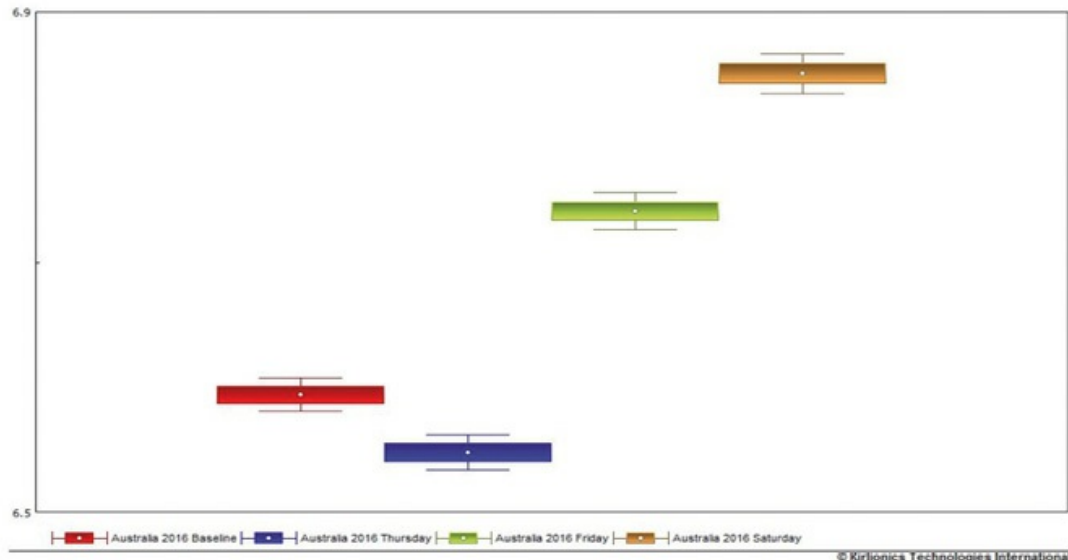 6.9
6.5
Australia 2016 Baseline Australia 2016 Thursday Australia 2016 Friday Australia 2016 Saturday
© Kirlionics Technologies International